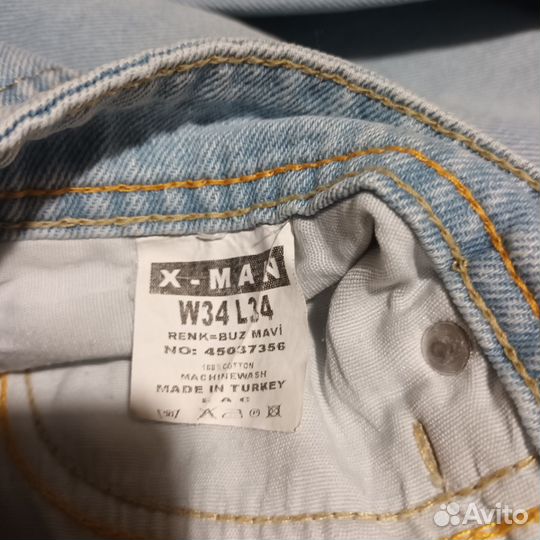 X-MAN
W34 L34
RENK=BUZ MAVİ
NO: 45037356
100%COTTON
MACHINEWASH
MADE IN TURKEY
Avito